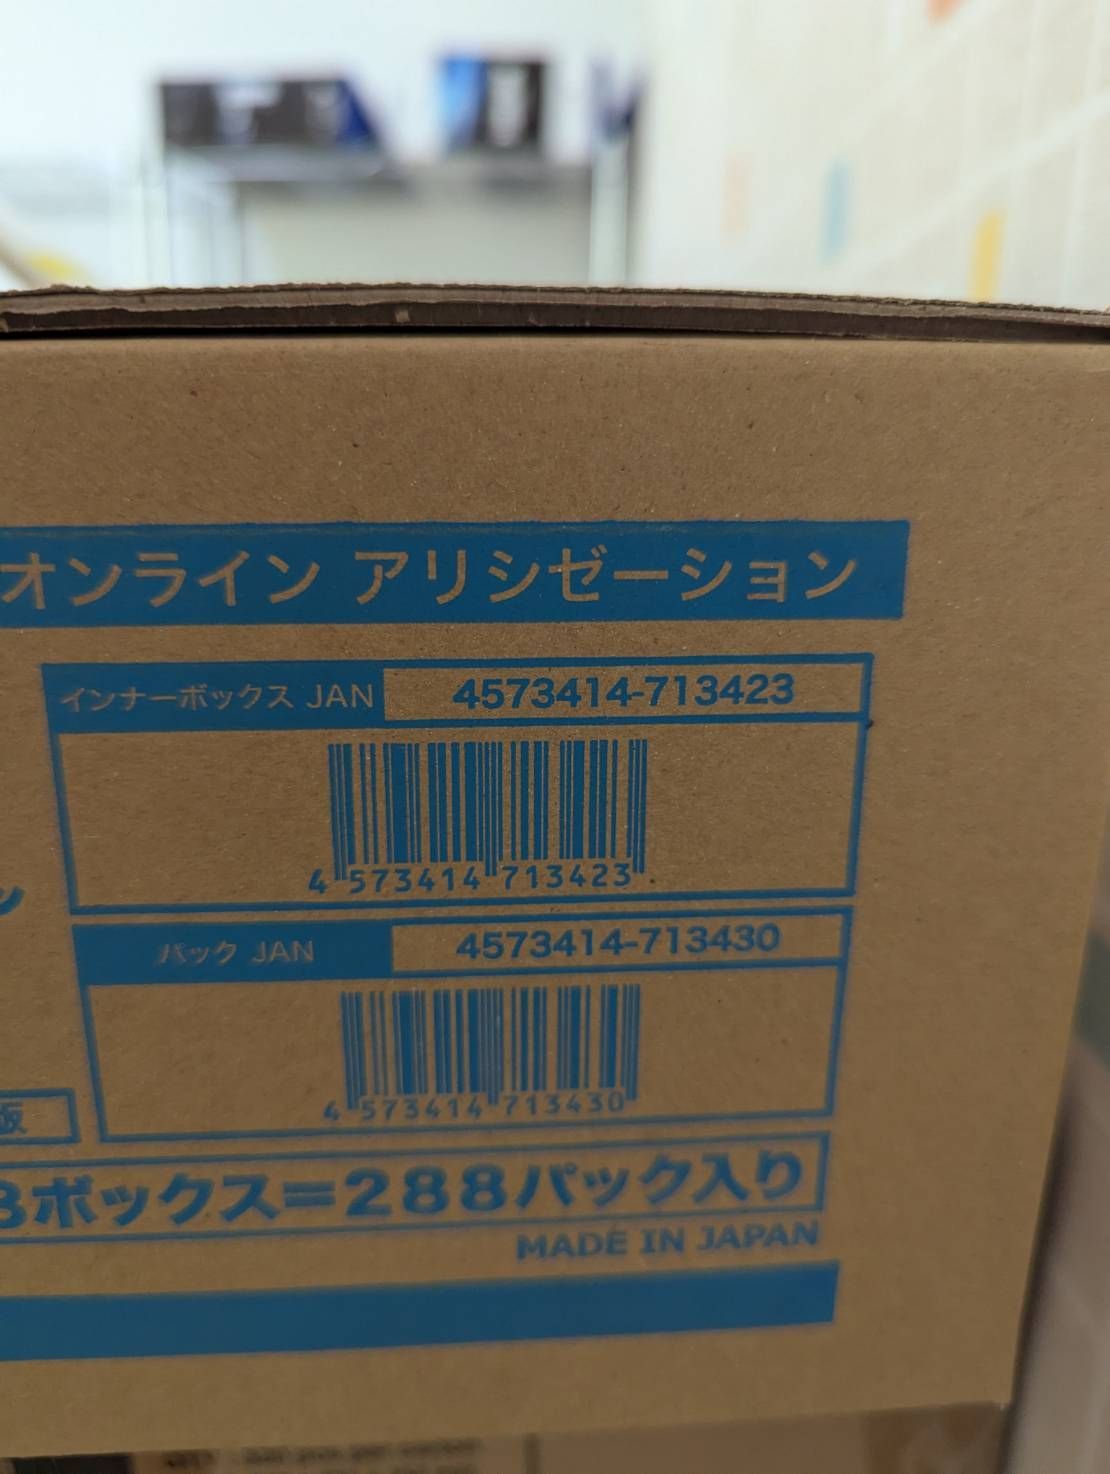 オンライン アリシゼーション
インナーボックス JAN 4573414-713423
4 573414 713423
パック JAN 4573414-713430
4 573414 713430
版
8ボックス=288パック入り
MADE IN JAPAN